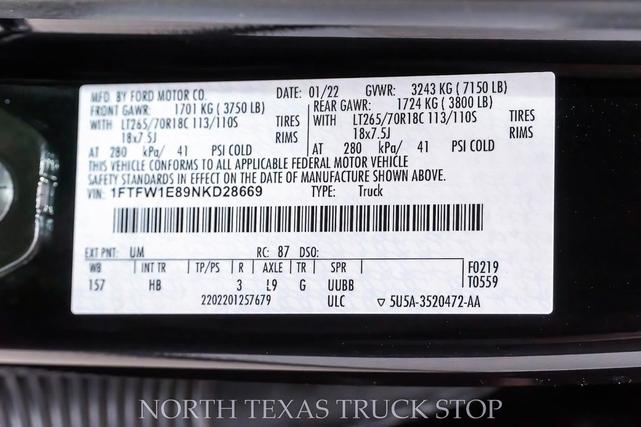 MFD. BY FORD MOTOR CO. DATE: 01/22 GVWR: 3243 KG ( 7150 LB)
FRONT GAWR: 1701 KG ( 3750 LB) REAR GAWR: 1724 KG ( 3800 LB)
WITH LT265/70R18C 113/110S TIRES WITH LT265/70R18C 113/110S TIRES
18x7.5J RIMS 18x7.5J RIMS
AT 280 kPa/ 41 PSI COLD AT 280 kPa/ 41 PSI COLD
THIS VEHICLE CONFORMS TO ALL APPLICABLE FEDERAL MOTOR VEHICLE
SAFETY STANDARDS IN EFFECT ON THE DATE OF MANUFACTURE SHOWN ABOVE.
VIN: 1FTFW1E89NKD28669 TYPE: Truck
EXT PNT: UM RC: 87 DSO:
WB INT TR TP/PS R AXLE TR SPR F0219
157 HB 3 L9 G UUBB T0559
2202201257679 ULC ▽ 5U5A-3520472-AA
NORTH TEXAS TRUCK STOP